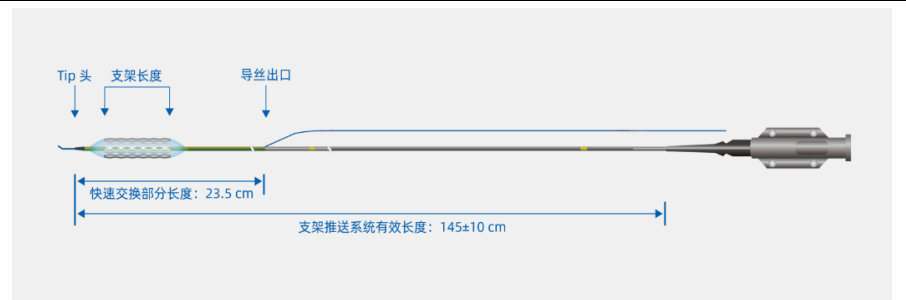 Tip 头
支架长度
导丝出口
快速交换部分长度：23.5 cm
支架推送系统有效长度：145±10 cm